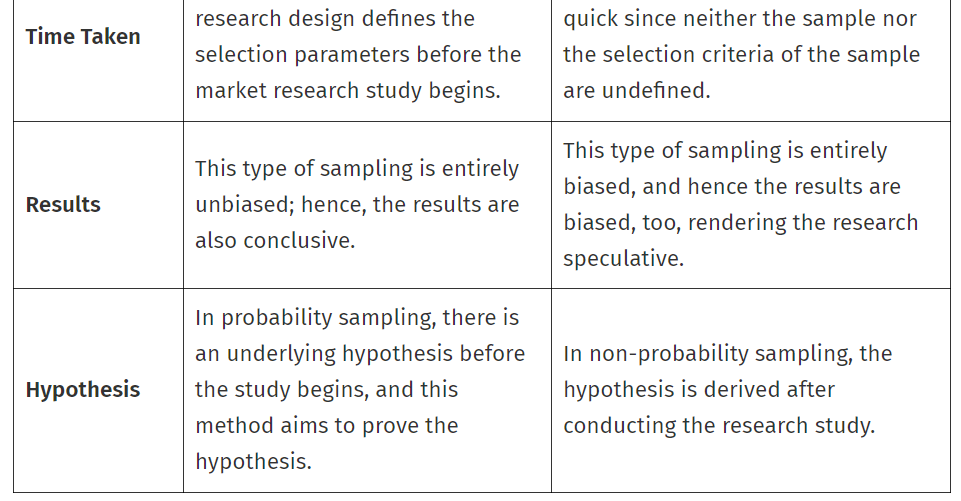 Time Taken
research design defines the
selection parameters before the
market research study begins.
quick since neither the sample nor
the selection criteria of the sample
are undefined.
Results
This type of sampling is entirely
unbiased; hence, the results are
also conclusive.
This type of sampling is entirely
biased, and hence the results are
biased, too, rendering the research
speculative.
Hypothesis
In probability sampling, there is
an underlying hypothesis before
the study begins, and this
method aims to prove the
hypothesis.
In non-probability sampling, the
hypothesis is derived after
conducting the research study.